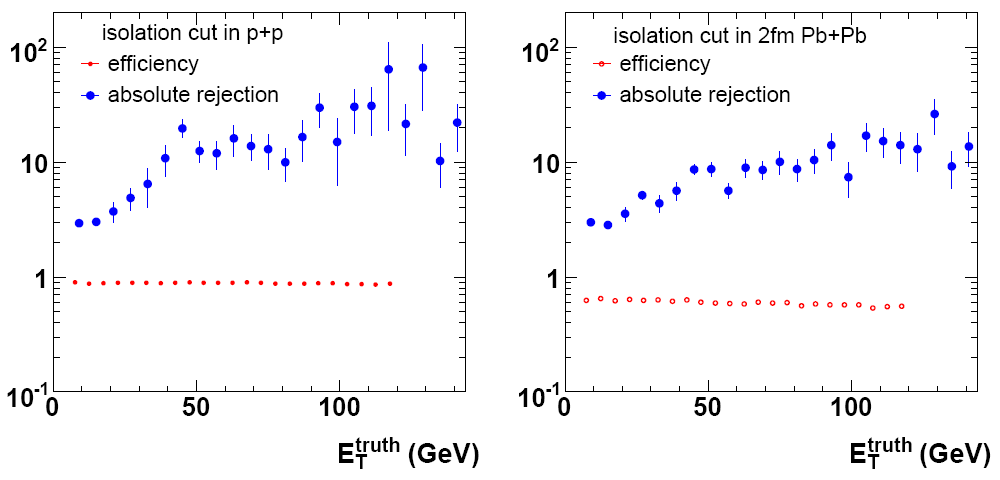 isolation cut in p+p
efficiency
absolute rejection
10²
10
1
10⁻¹
0 50 100
E_T^truth (GeV)
isolation cut in 2fm Pb+Pb
efficiency
absolute rejection
10²
10
1
10⁻¹
0 50 100
E_T^truth (GeV)